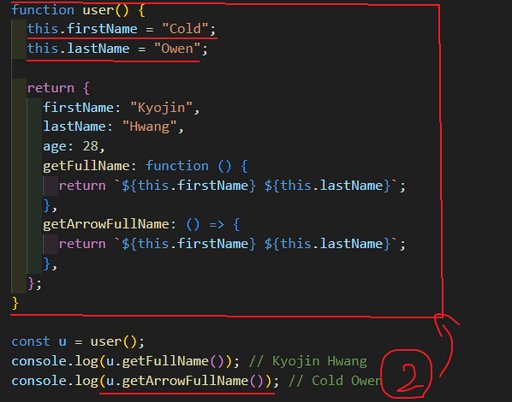 function user() {
  this.firstName = "Cold";
  this.lastName = "Owen";
  return {
    firstName: "Kyojin",
    lastName: "Hwang",
    age: 28,
    getFullName: function () {
      return `${this.firstName} ${this.lastName}`;
    },
    getArrowFullName: () => {
      return `${this.firstName} ${this.lastName}`;
    },
  };
}
const u = user();
console.log(u.getFullName()); // Kyojin Hwang
console.log(u.getArrowFullName()); // Cold Owen
2